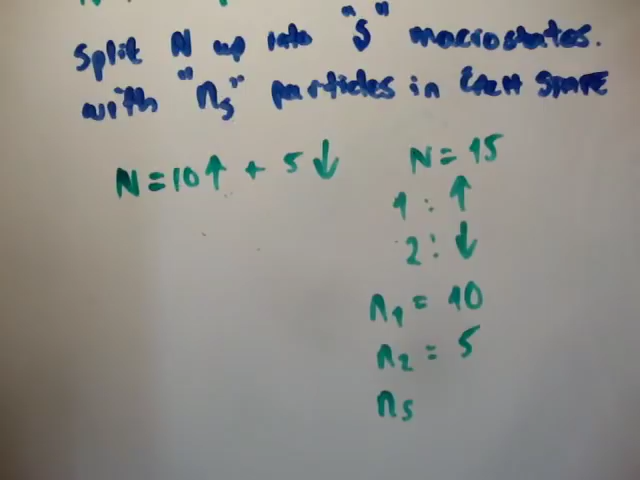 split N up into "s" macrostates.
with "ns" particles in EACH STATE
N=10↑ + 5↓
N= 15
1 : ↑
2 : ↓
n1 = 10
n2 = 5
ns